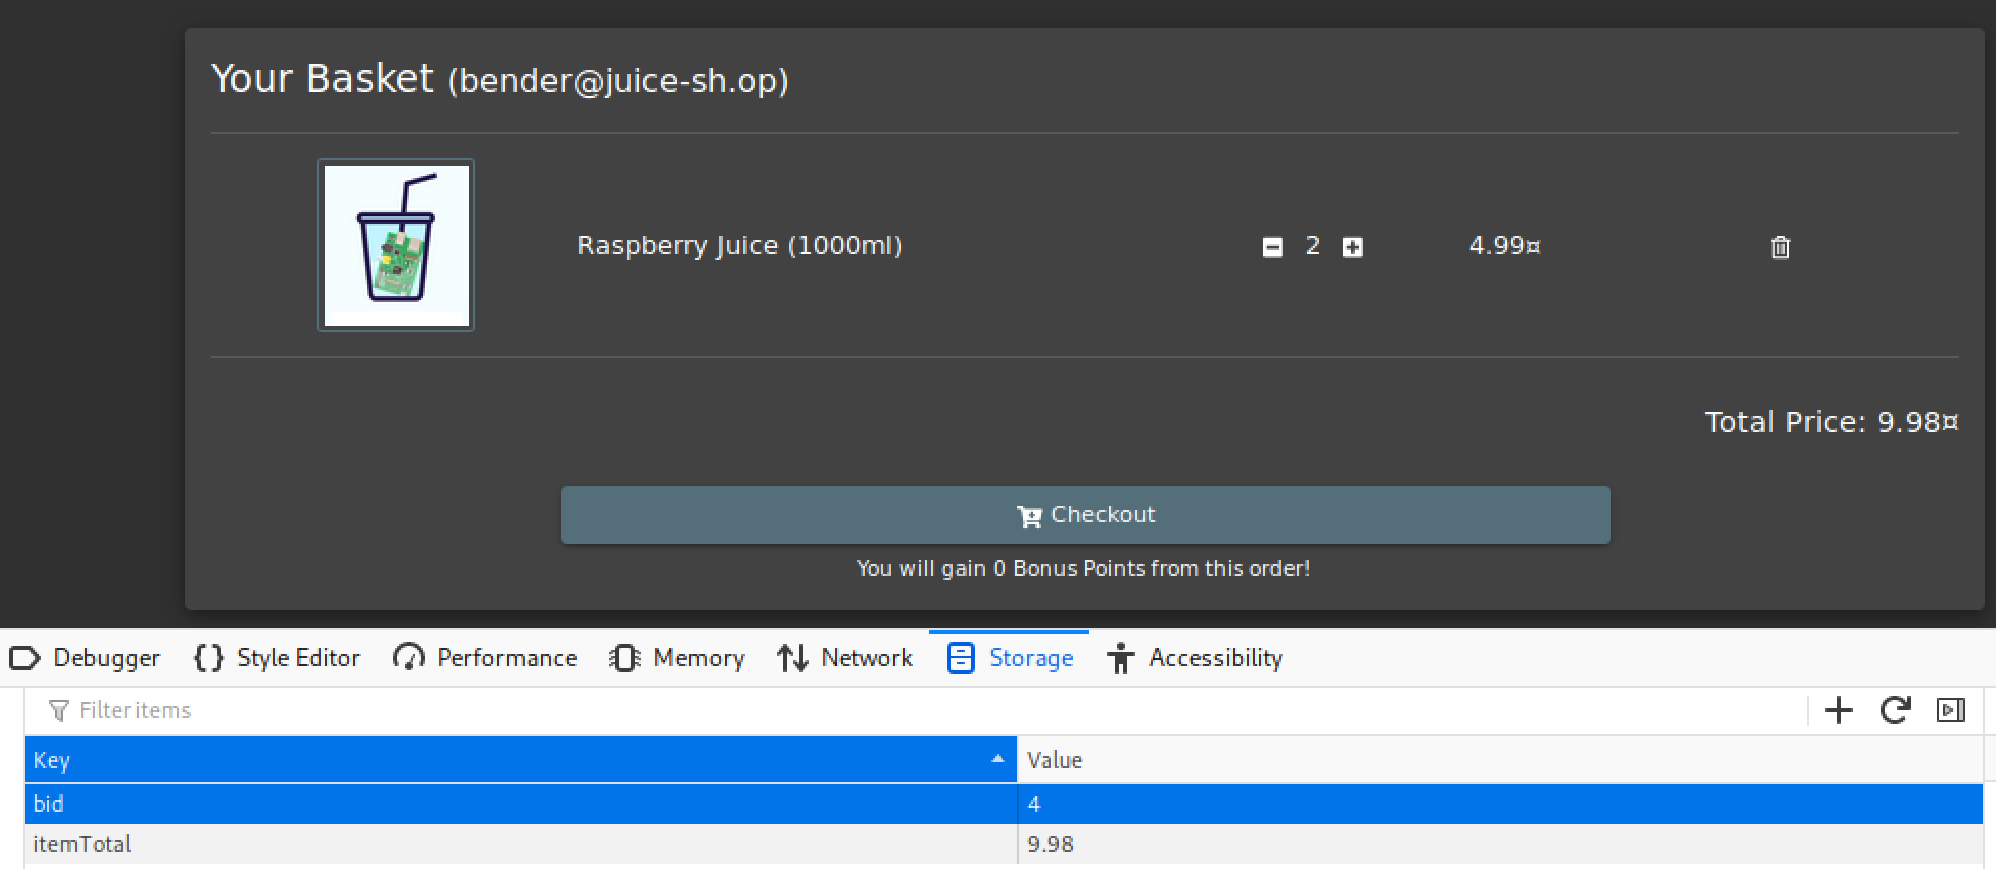 Your Basket (bender@juice-sh.op)
Raspberry Juice (1000ml) 2 4.99¤
Total Price: 9.98¤
Checkout
You will gain 0 Bonus Points from this order!
Debugger Style Editor Performance Memory Network Storage Accessibility
Filter items
Key Value
bid 4
itemTotal 9.98